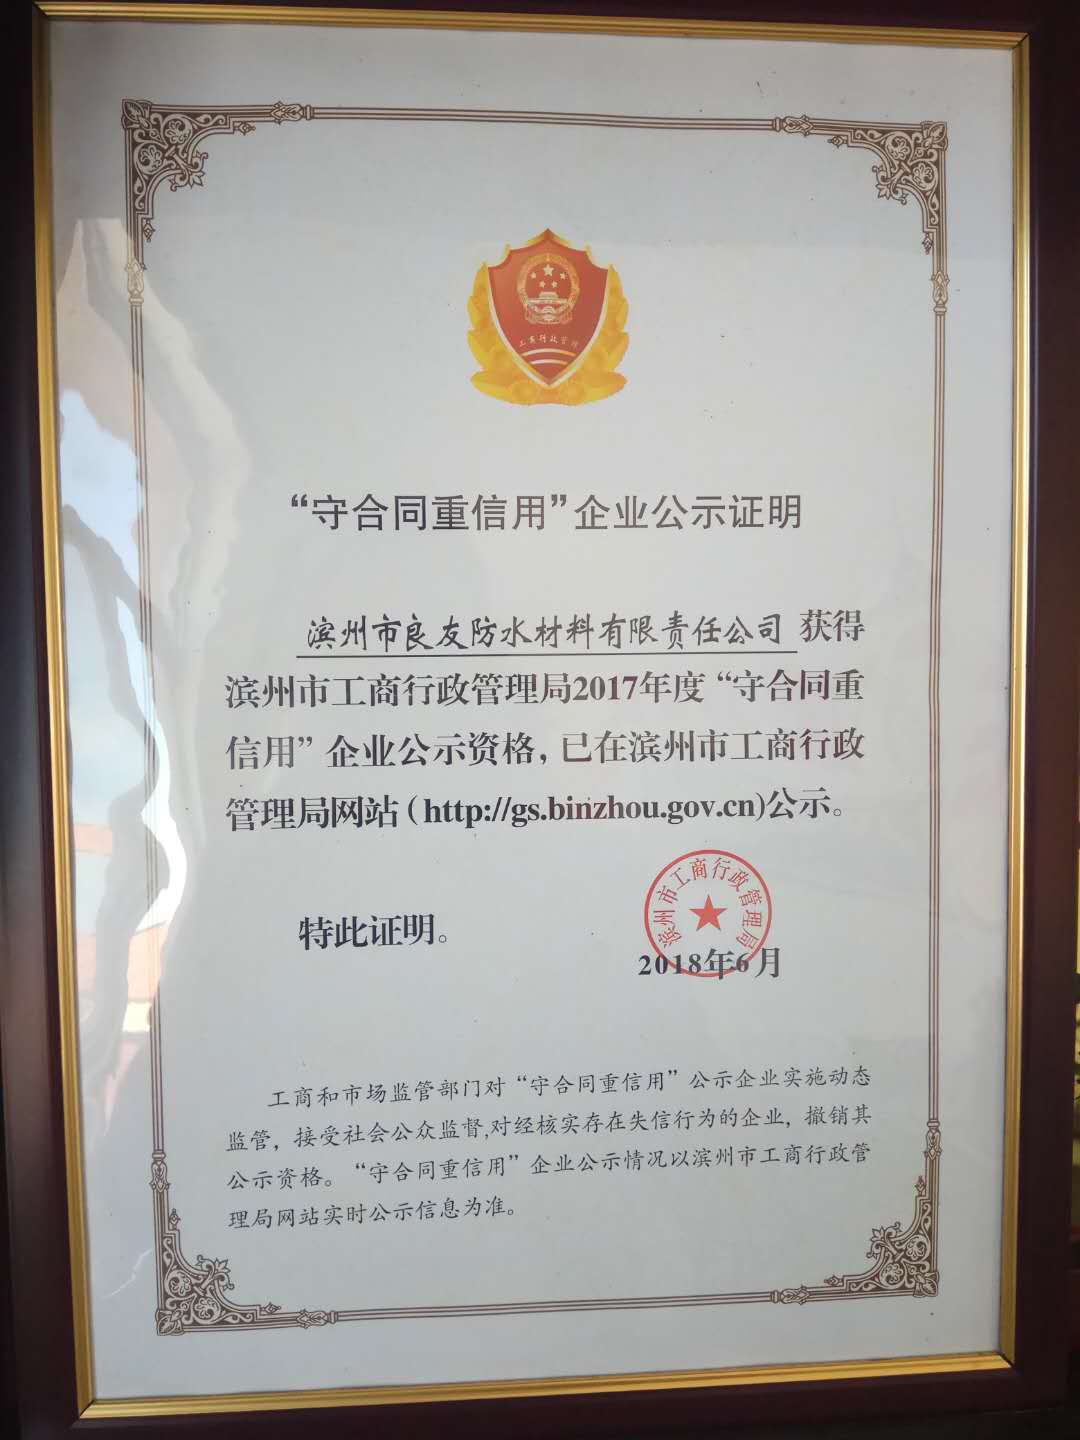 工商行政管理
“守合同重信用”企业公示证明
滨州市良友防水材料有限责任公司 获得
滨州市工商行政管理局2017年度“守合同重
信用”企业公示资格，已在滨州市工商行政
管理局网站（http://gs.binzhou.gov.cn)公示。
特此证明。
滨州市工商行政管理局
2018年6月
工商和市场监管部门对“守合同重信用”公示企业实施动态
监管，接受社会公众监督,对经核实存在失信行为的企业，撤销其
公示资格。“守合同重信用”企业公示情况以滨州市工商行政管
理局网站实时公示信息为准。